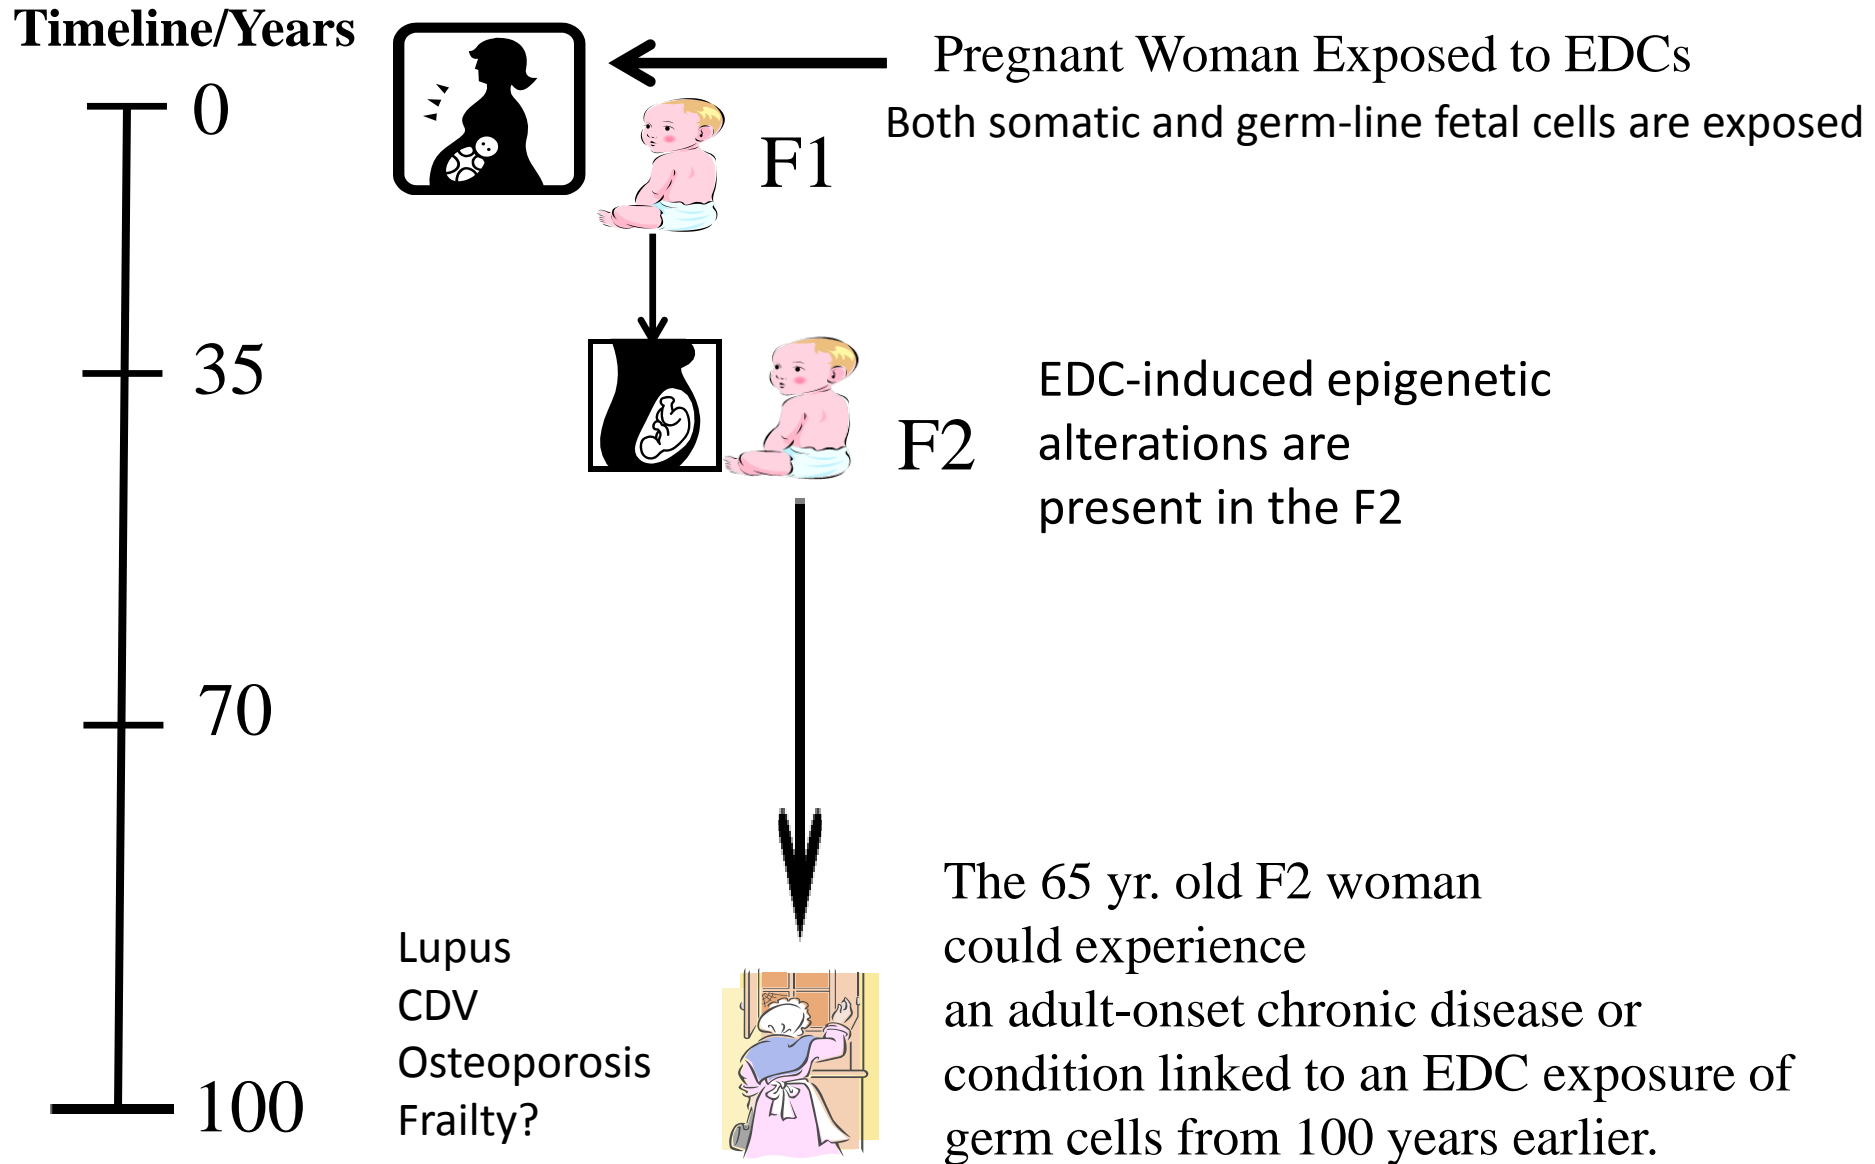 Timeline/Years
0
Pregnant Woman Exposed to EDCs
Both somatic and germ-line fetal cells are exposed
F1
35
EDC-induced epigenetic
alterations are
present in the F2
F2
70
The 65 yr. old F2 woman
could experience
an adult-onset chronic disease or
condition linked to an EDC exposure of
germ cells from 100 years earlier.
Lupus
CDV
Osteoporosis
Frailty?
100